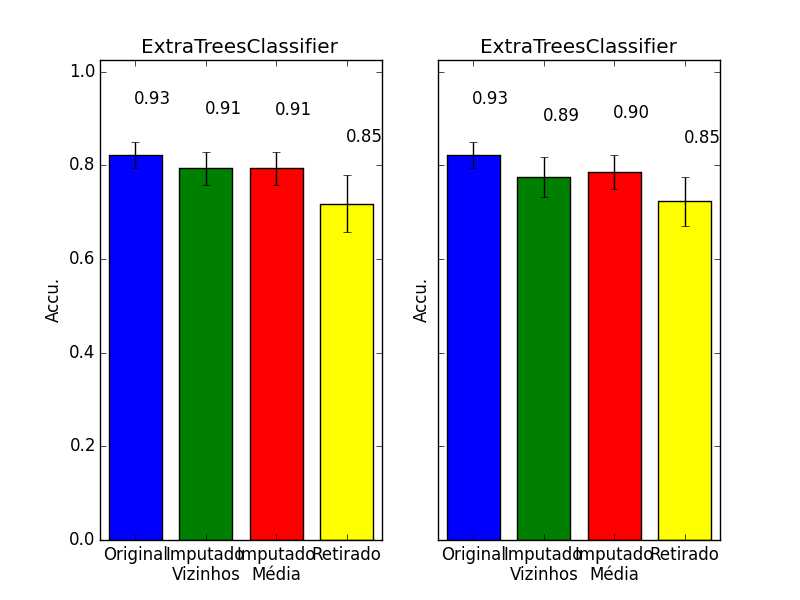 ExtraTreesClassifier
Accu.
1.0
0.8
0.6
0.4
0.2
0.0
0.93
0.91
0.91
0.85
Original
Imputado
Vizinhos
Imputado
Média
Retirado
ExtraTreesClassifier
Accu.
0.93
0.89
0.90
0.85
Original
Imputado
Vizinhos
Imputado
Média
Retirado